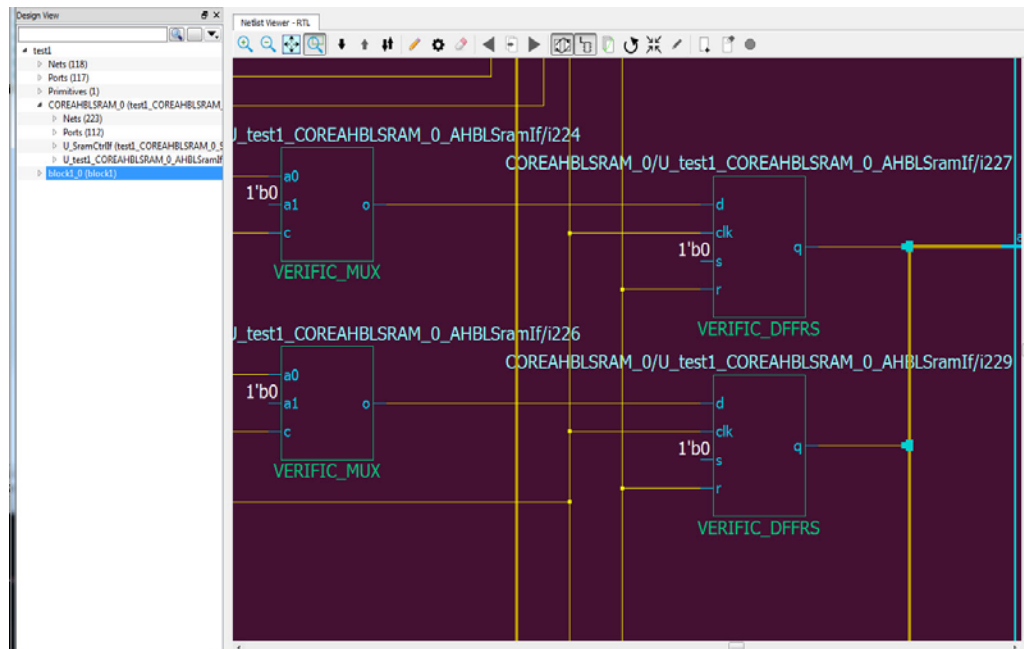 Design View
Netlist Viewer - RTL
test1
Nets (118)
Ports (117)
Primitives (1)
COREAHBLSRAM_0 (test1_COREAHBLSRAM_
Nets (223)
Ports (112)
U_SramCtrlIf (test1_COREAHBLSRAM_0_S
U_test1_COREAHBLSRAM_0_AHBLSramIf
block1_0 (block1)
U_test1_COREAHBLSRAM_0_AHBLSramIf/i224
COREAHBLSRAM_0/U_test1_COREAHBLSRAM_0_AHBLSramIf/i227
a0
1'b0
a1
o
c
VERIFIC_MUX
d
clk
1'b0
s
q
r
VERIFIC_DFFRS
a
U_test1_COREAHBLSRAM_0_AHBLSramIf/i226
COREAHBLSRAM_0/U_test1_COREAHBLSRAM_0_AHBLSramIf/i229
a0
1'b0
a1
o
c
VERIFIC_MUX
d
clk
1'b0
s
q
r
VERIFIC_DFFRS